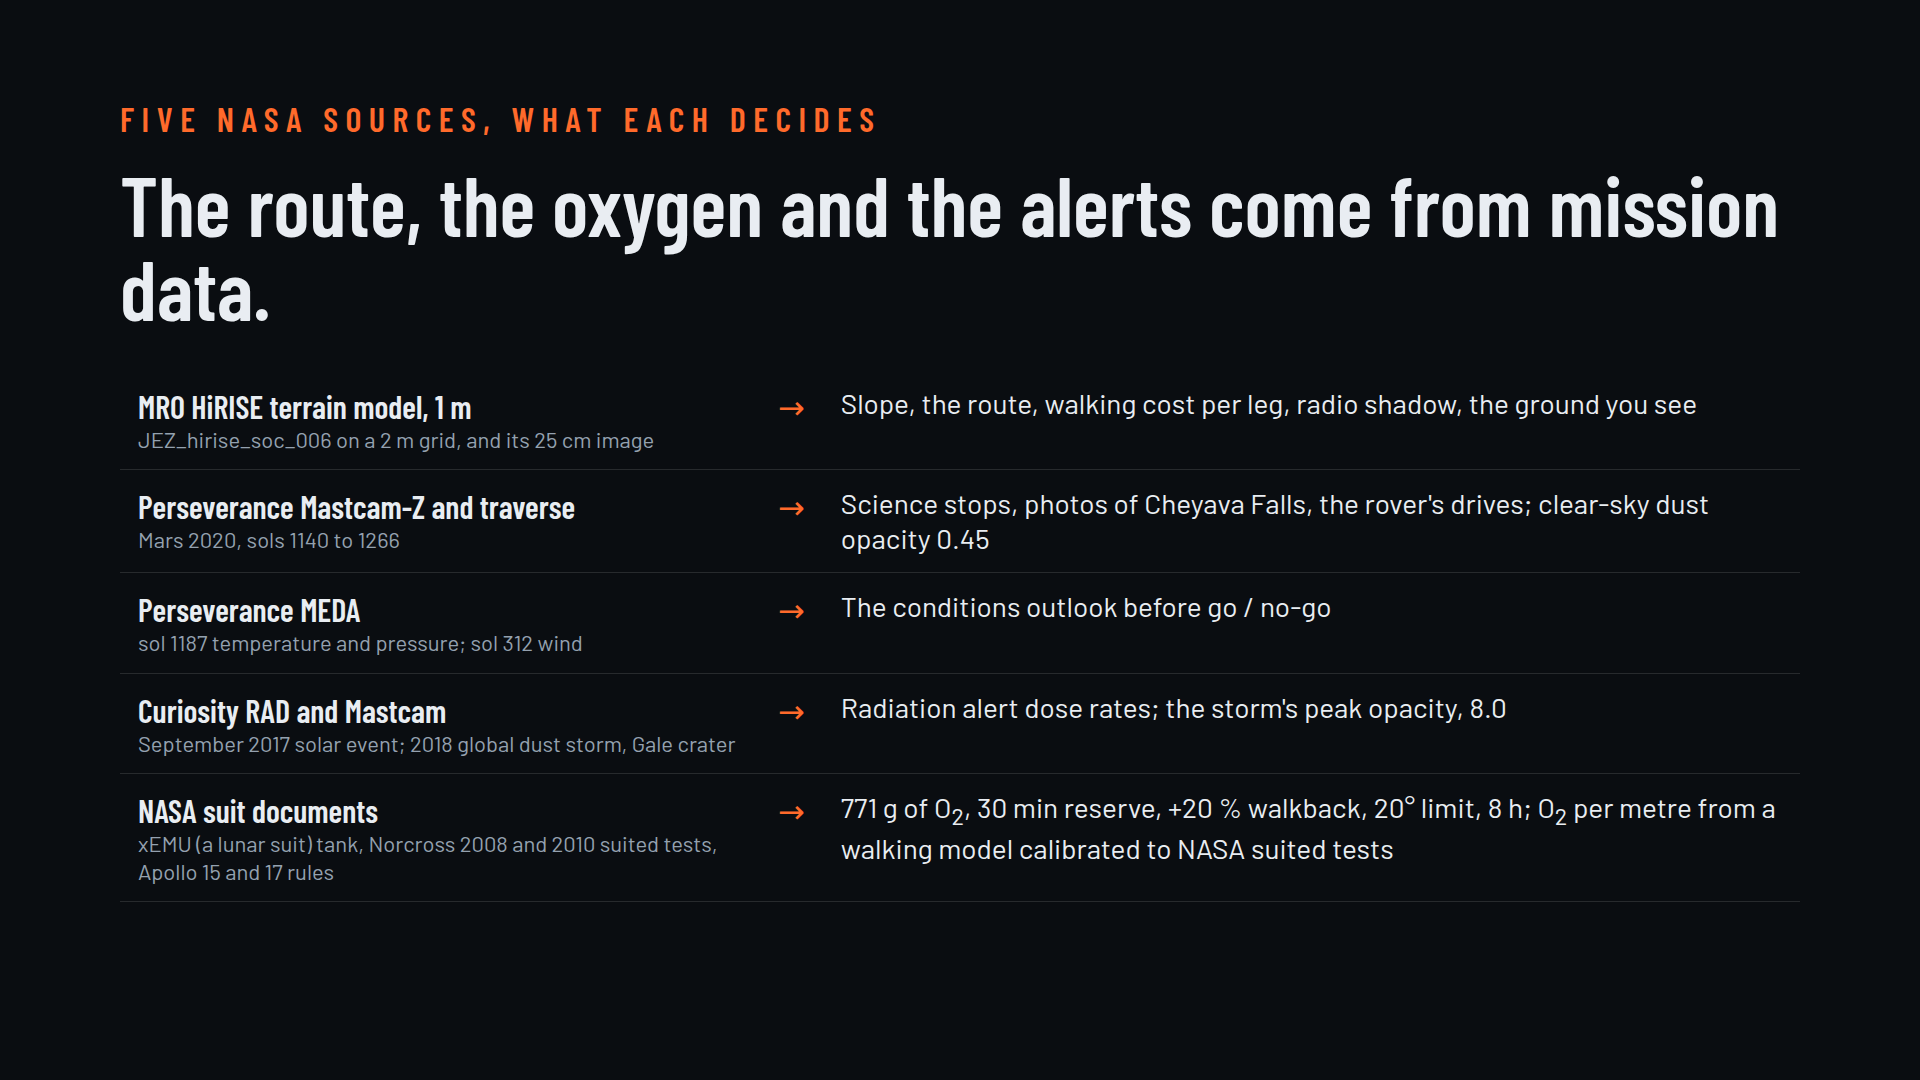 FIVE NASA SOURCES, WHAT EACH DECIDES
The route, the oxygen and the alerts come from mission
data.
MRO HiRISE terrain model, 1 m
JEZ_hirise_soc_006 on a 2 m grid, and its 25 cm image
→ Slope, the route, walking cost per leg, radio shadow, the ground you see
Perseverance Mastcam-Z and traverse
Mars 2020, sols 1140 to 1266
→ Science stops, photos of Cheyava Falls, the rover's drives; clear-sky dust
opacity 0.45
Perseverance MEDA
sol 1187 temperature and pressure; sol 312 wind
→ The conditions outlook before go / no-go
Curiosity RAD and Mastcam
September 2017 solar event; 2018 global dust storm, Gale crater
→ Radiation alert dose rates; the storm's peak opacity, 8.0
NASA suit documents
xEMU (a lunar suit) tank, Norcross 2008 and 2010 suited tests,
Apollo 15 and 17 rules
→ 771 g of O₂, 30 min reserve, +20 % walkback, 20° limit, 8 h; O₂ per metre from a
walking model calibrated to NASA suited tests